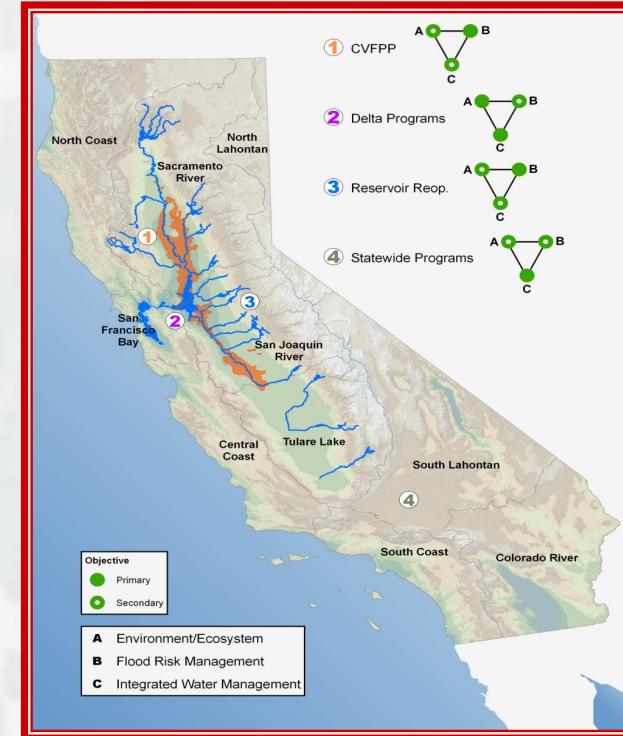 1 CVFPP
A B
C
2 Delta Programs
A B
C
3 Reservoir Reop.
A B
C
4 Statewide Programs
A B
C
North Coast
North
Lahontan
Sacramento
River
1
3
2
San
Francisco
Bay
San Joaquin
River
Central
Coast
Tulare Lake
South Lahontan
4
South Coast
Colorado River
Objective
Primary
Secondary
A Environment/Ecosystem
B Flood Risk Management
C Integrated Water Management